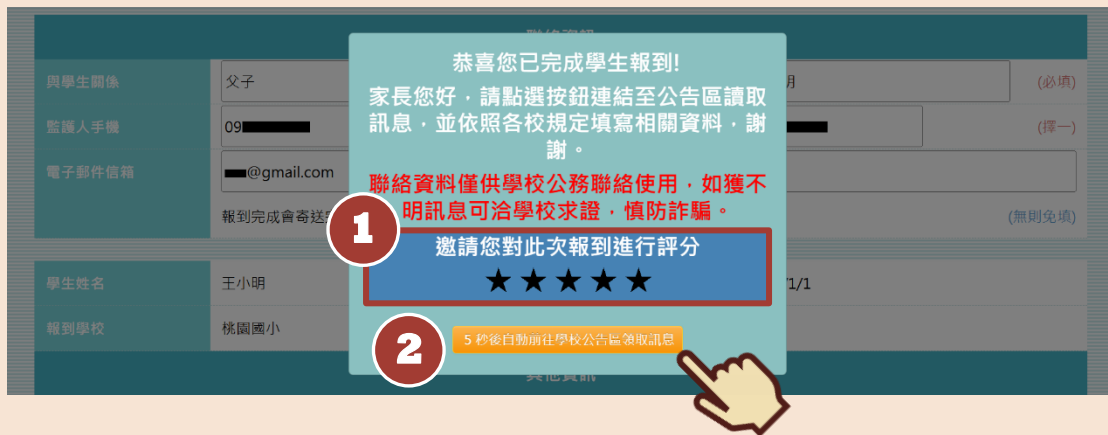 恭喜您已完成學生報到!
家長您好，請點選按鈕連結至公告區讀取
訊息，並依照各校規定填寫相關資料，謝
謝。
聯絡資料僅供學校公務聯絡使用，如獲不
明訊息可洽學校求證，慎防詐騙。
1
邀請您對此次報到進行評分
★★★★★
2
5 秒後自動前往學校公告區領取訊息
與學生關係
父子
(必填)
監護人手機
09
(擇一)
電子郵件信箱
@gmail.com
報到完成會寄送
(無則免填)
學生姓名
王小明
1/1
報到學校
桃園國小